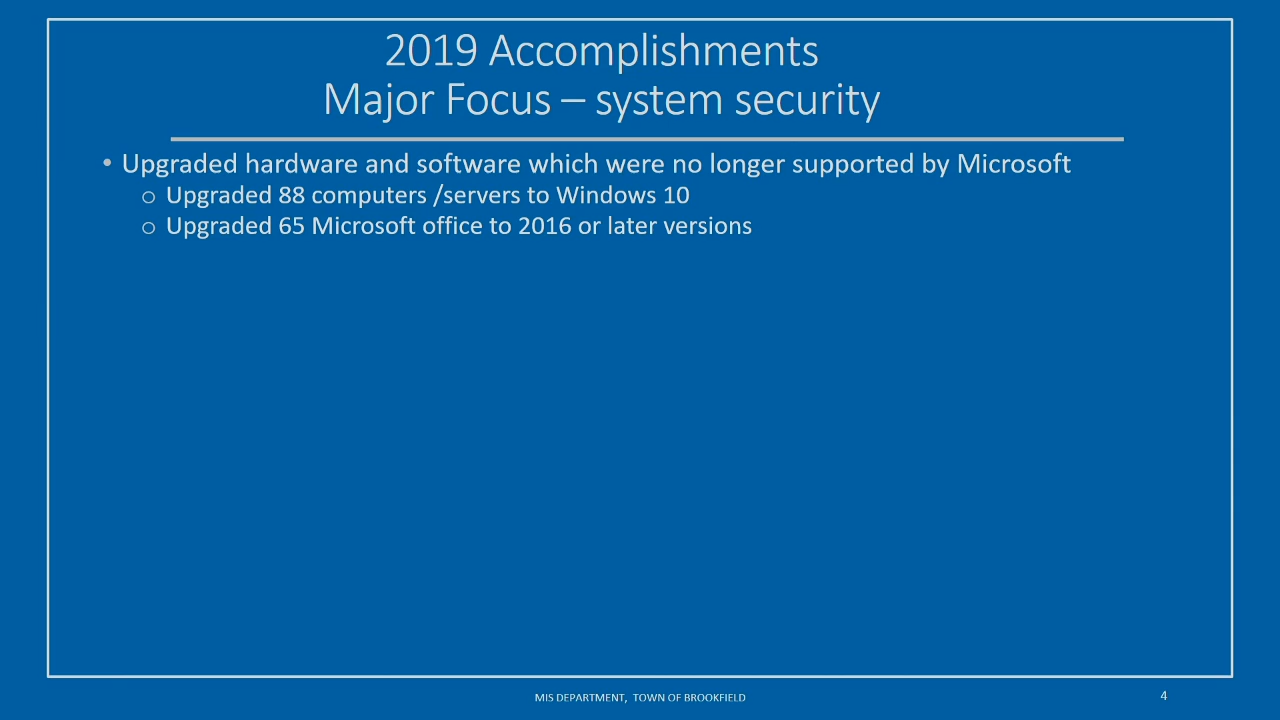 2019 Accomplishments
Major Focus – system security
• Upgraded hardware and software which were no longer supported by Microsoft
o Upgraded 88 computers /servers to Windows 10
o Upgraded 65 Microsoft office to 2016 or later versions
MIS DEPARTMENT, TOWN OF BROOKFIELD
4